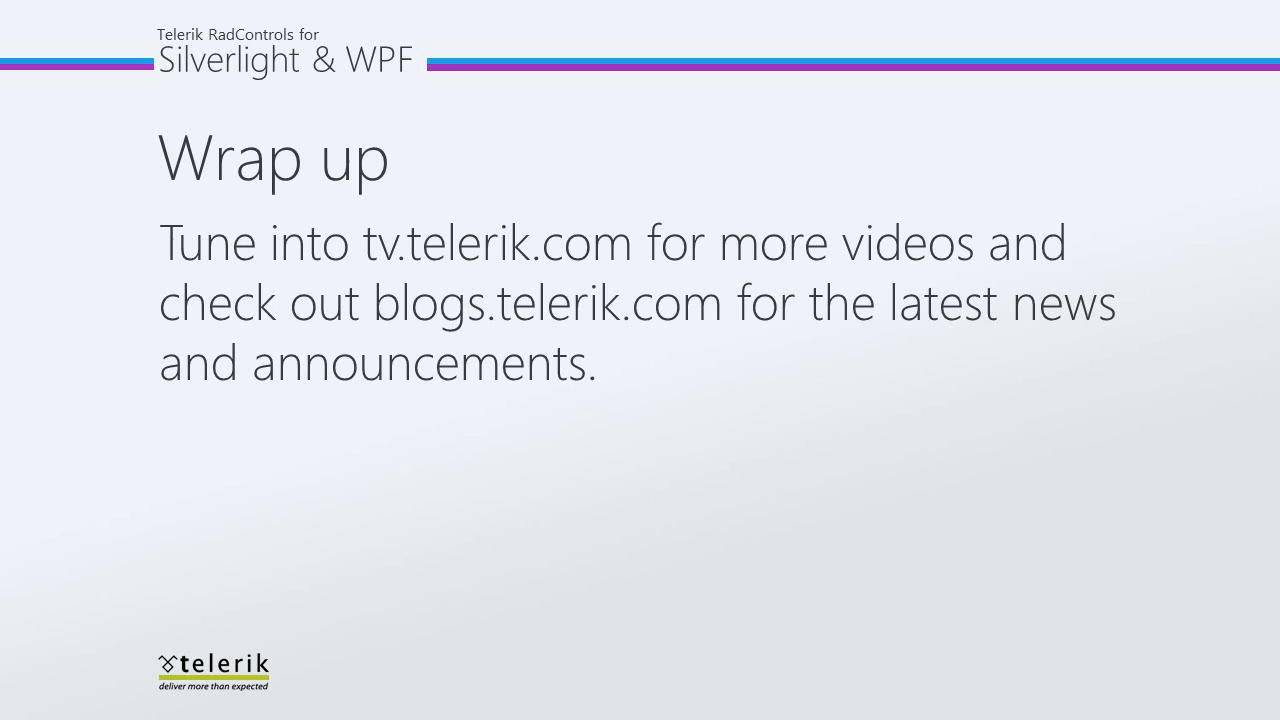 Telerik RadControls for
Silverlight & WPF
Wrap up
Tune into tv.telerik.com for more videos and
check out blogs.telerik.com for the latest news
and announcements.
telerik
deliver more than expected